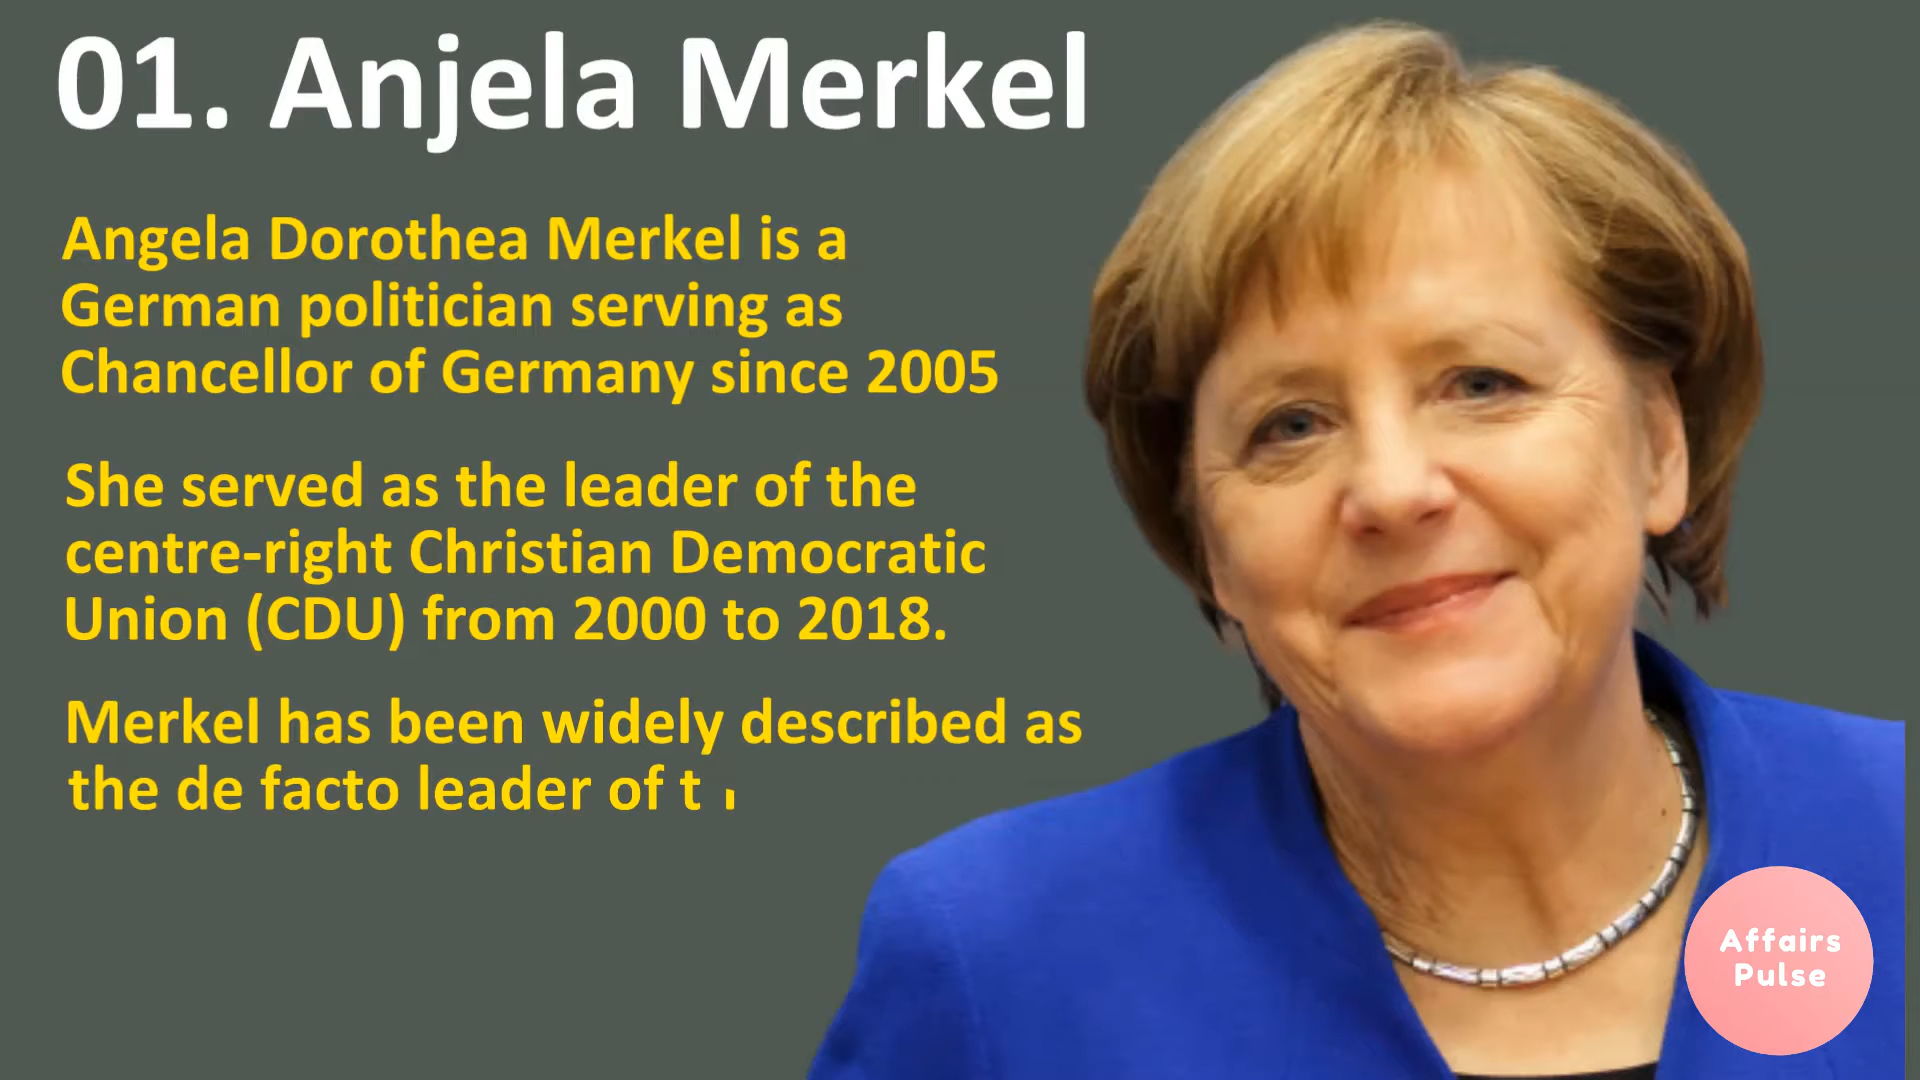 01. Anjela Merkel
Angela Dorothea Merkel is a
German politician serving as
Chancellor of Germany since 2005
She served as the leader of the
centre-right Christian Democratic
Union (CDU) from 2000 to 2018.
Merkel has been widely described as
the de facto leader of t
Affairs
Pulse